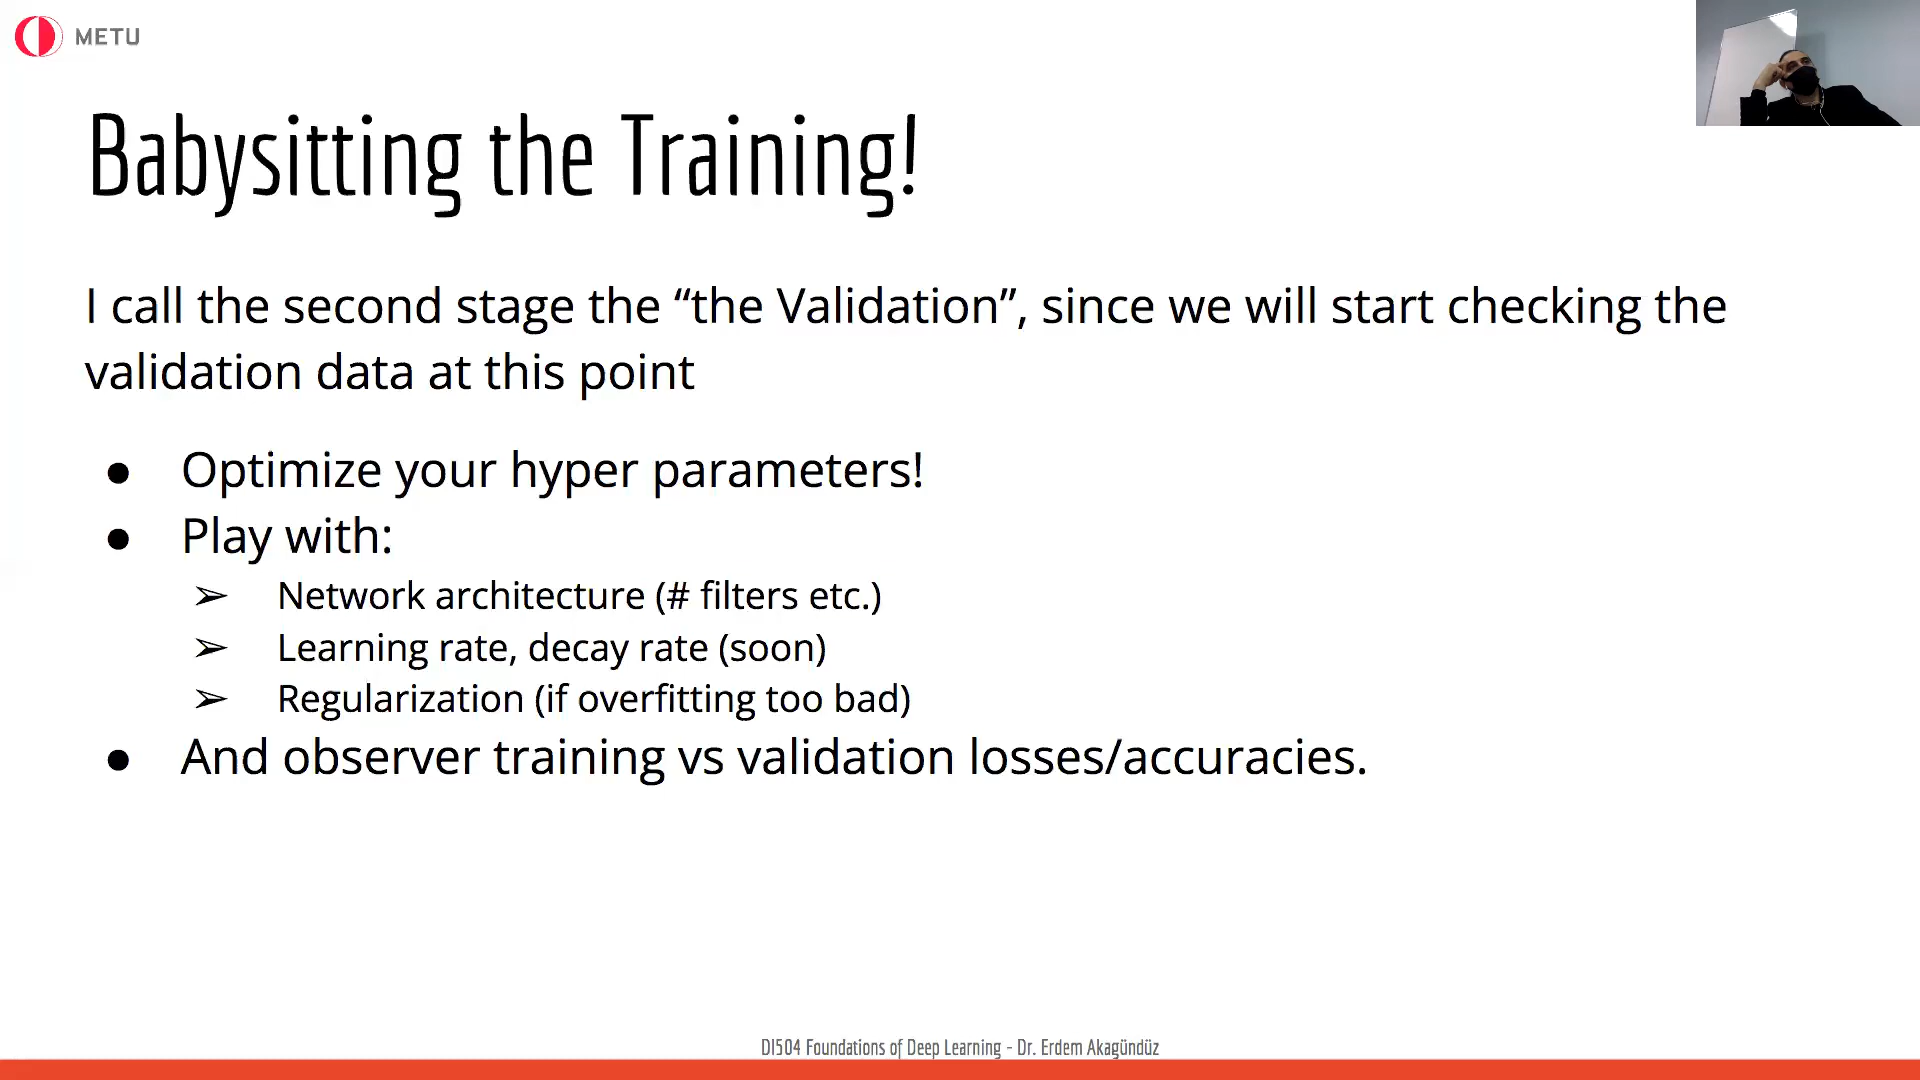 METU
Babysitting the Training!
I call the second stage the “the Validation”, since we will start checking the
validation data at this point
● Optimize your hyper parameters!
● Play with:
➢ Network architecture (# filters etc.)
➢ Learning rate, decay rate (soon)
➢ Regularization (if overfitting too bad)
● And observer training vs validation losses/accuracies.
DI504 Foundations of Deep Learning - Dr. Erdem Akagündüz